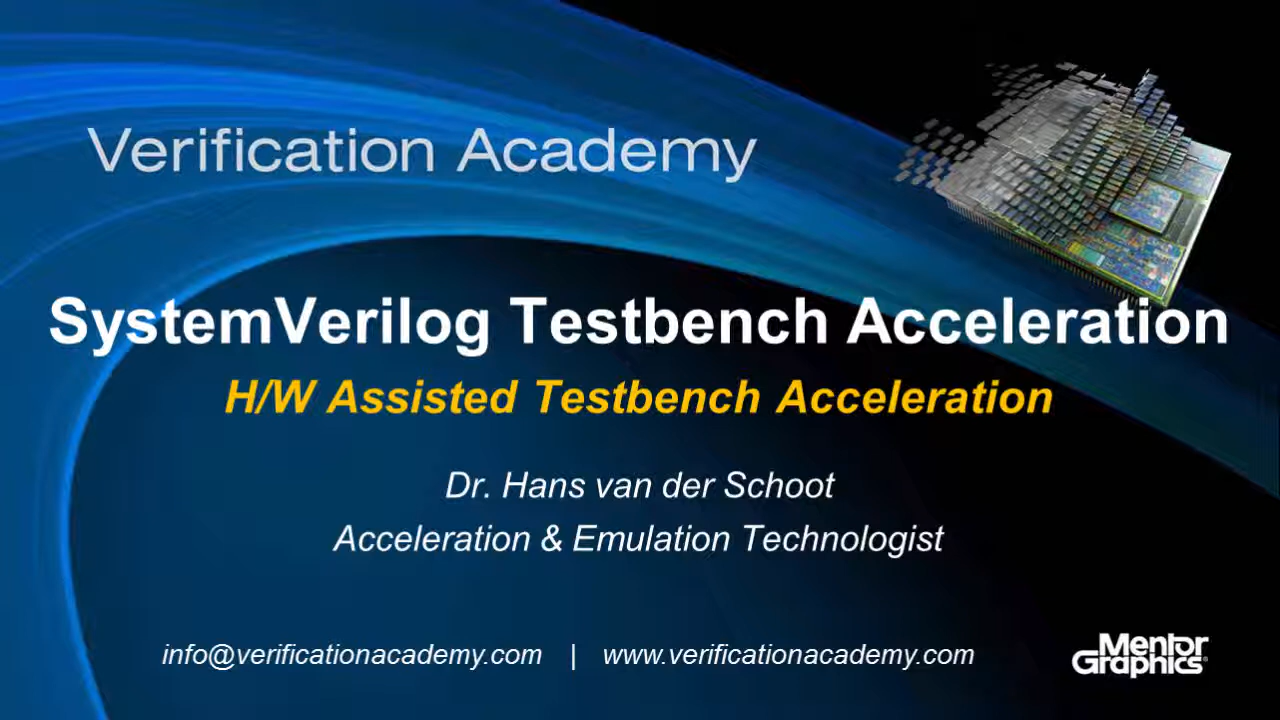 Verification Academy
SystemVerilog Testbench Acceleration
H/W Assisted Testbench Acceleration
Dr. Hans van der Schoot
Acceleration & Emulation Technologist
info@verificationacademy.com | www.verificationacademy.com
Mentor
Graphics®